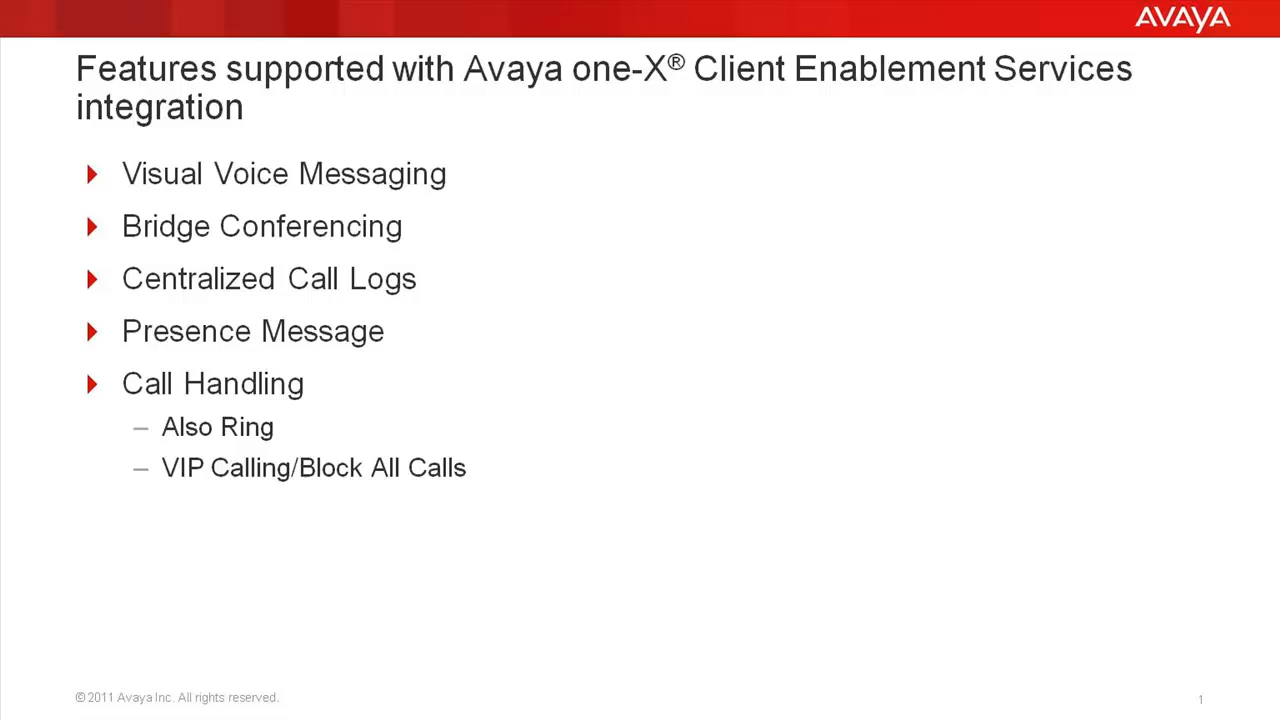 AVAYA
Features supported with Avaya one-X® Client Enablement Services
integration
Visual Voice Messaging
Bridge Conferencing
Centralized Call Logs
Presence Message
Call Handling
– Also Ring
– VIP Calling/Block All Calls
© 2011 Avaya Inc. All rights reserved.
1